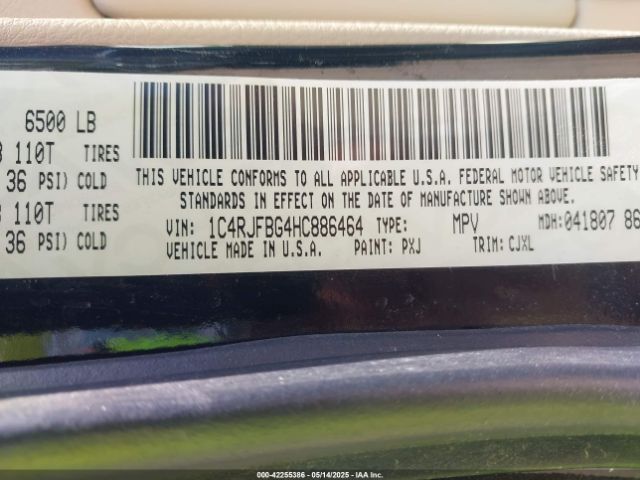 6500 LB
110T TIRES
36 PSI) COLD
THIS VEHICLE CONFORMS TO ALL APPLICABLE U.S.A. FEDERAL MOTOR VEHICLE SAFETY
STANDARDS IN EFFECT ON THE DATE OF MANUFACTURE SHOWN ABOVE.
110T TIRES
36 PSI) COLD
VIN: 1C4RJFBG4HC886464 TYPE: MPV MDH:041807 86
VEHICLE MADE IN U.S.A. PAINT: PXJ TRIM: CJXL
000-42255386 — 05/14/2025 — IAA Inc.